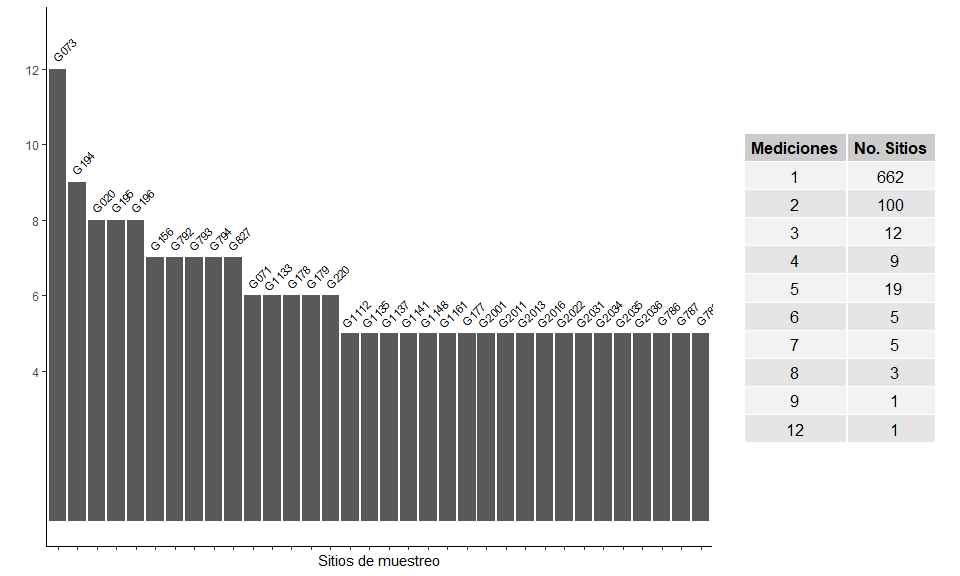 12
10
8
6
4
G073
G194
G020
G195
G196
G156
G792
G793
G794
G827
G071
G1133
G178
G179
G220
G1112
G1135
G1137
G1141
G1148
G1161
G177
G2001
G2011
G2013
G2016
G2022
G2031
G2034
G2035
G2036
G786
G787
Sitios de muestreo
Mediciones No. Sitios
1 662
2 100
3 12
4 9
5 19
6 5
7 5
8 3
9 1
12 1